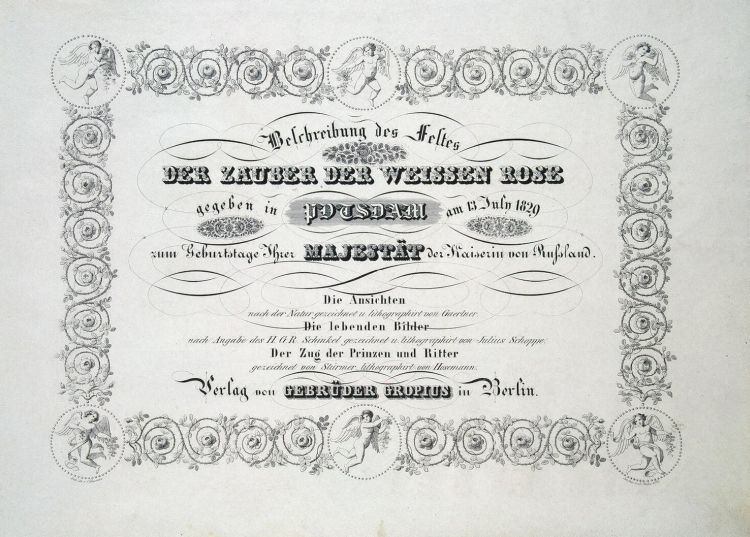 Beschreibung des Festes
DER ZAUBER DER WEISSEN ROSE
gegeben in POTSDAM am 13 July 1829
zum Geburtstage Ihrer MAJESTÄT der Kaiserin von Rußland.
Die Ansichten
nach der Natur gezeichnet u. lithographirt von Gaertner.
Die lebenden Bilder
nach Angabe des H. O. R. Schinkel gezeichnet u. lithographirt von Julius Schoppe.
Der Zug der Prinzen und Ritter
gezeichnet von Stürmer, lithographirt von Hosemann.
Verlag von GEBRÜDER GROPIUS in Berlin.